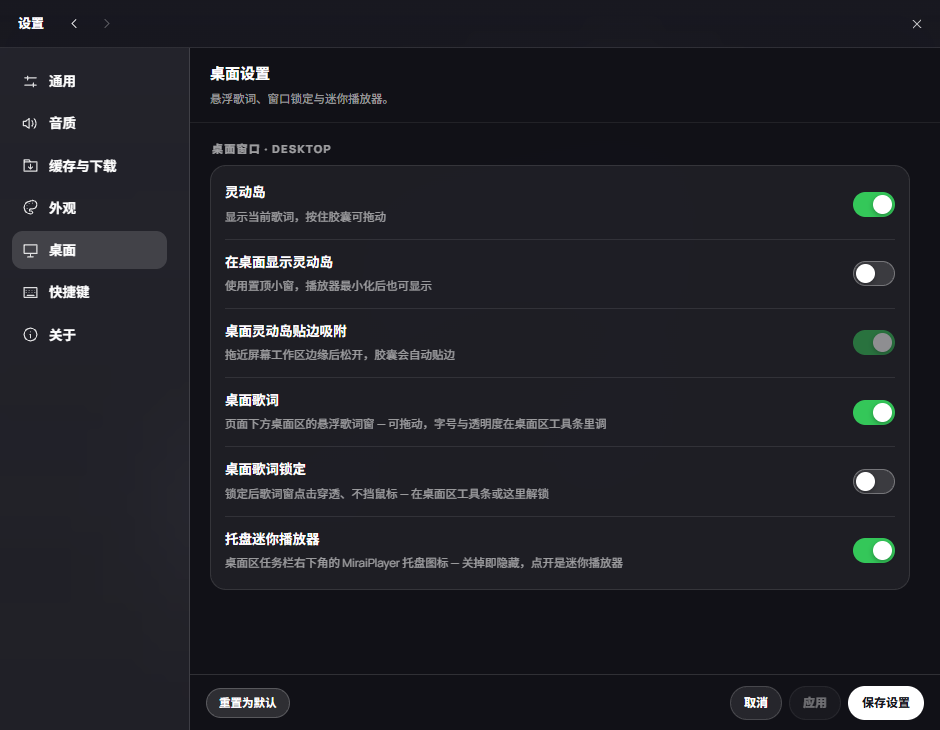 设置
通用
音质
缓存与下载
外观
桌面
快捷键
关于
桌面设置
悬浮歌词、窗口锁定与迷你播放器。
桌面窗口 · DESKTOP
灵动岛
显示当前歌词，按住胶囊可拖动
在桌面显示灵动岛
使用置顶小窗，播放器最小化后也可显示
桌面灵动岛贴边吸附
拖近屏幕工作区边缘后松开，胶囊会自动贴边
桌面歌词
页面下方桌面区的悬浮歌词窗 — 可拖动，字号与透明度在桌面区工具条里调
桌面歌词锁定
锁定后歌词窗点击穿透、不挡鼠标 — 在桌面区工具条或这里解锁
托盘迷你播放器
桌面区任务栏右下角的 MiraiPlayer 托盘图标 — 关掉即隐藏，点开是迷你播放器
重置为默认
取消
应用
保存设置